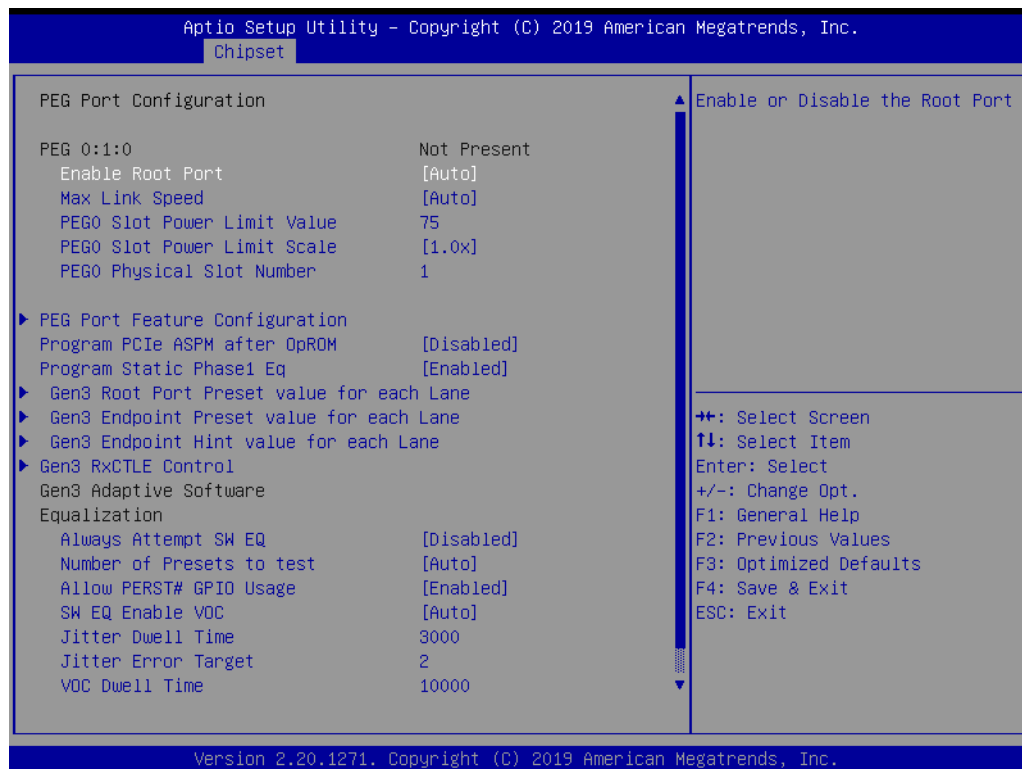 Aptio Setup Utility – Copyright (C) 2019 American Megatrends, Inc.
Chipset
PEG Port Configuration
PEG 0:1:0 Not Present
Enable Root Port [Auto]
Max Link Speed [Auto]
PEG0 Slot Power Limit Value 75
PEG0 Slot Power Limit Scale [1.0x]
PEG0 Physical Slot Number 1
PEG Port Feature Configuration
Program PCIe ASPM after OpROM [Disabled]
Program Static Phase1 Eq [Enabled]
Gen3 Root Port Preset value for each Lane
Gen3 Endpoint Preset value for each Lane
Gen3 Endpoint Hint value for each Lane
Gen3 RxCTLE Control
Gen3 Adaptive Software
Equalization
Always Attempt SW EQ [Disabled]
Number of Presets to test [Auto]
Allow PERST# GPIO Usage [Enabled]
SW EQ Enable VOC [Auto]
Jitter Dwell Time 3000
Jitter Error Target 2
VOC Dwell Time 10000
Enable or Disable the Root Port
→←: Select Screen
↑↓: Select Item
Enter: Select
+/-: Change Opt.
F1: General Help
F2: Previous Values
F3: Optimized Defaults
F4: Save & Exit
ESC: Exit
Version 2.20.1271. Copyright (C) 2019 American Megatrends, Inc.